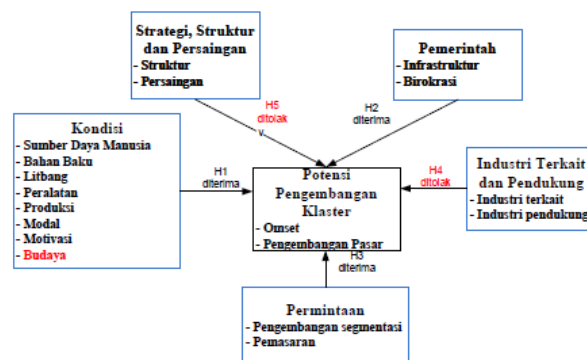 Strategi, Struktur
dan Persaingan
- Struktur
- Persaingan
Pemerintah
- Infrastruktur
- Birokrasi
H5
ditolak
v.
H2
diterima
Kondisi
- Sumber Daya Manusia
- Bahan Baku
- Litbang
- Peralatan
- Produksi
- Modal
- Motivasi
- Budaya
H1
diterima
Potensi
Pengembangan
Klaster
- Omset
- Pengembangan Pasar
H4
ditolak
Industri Terkait
dan Pendukung
- Industri terkait
- Industri pendukung
H3
diterima
Permintaan
- Pengembangan segmentasi
- Pemasaran